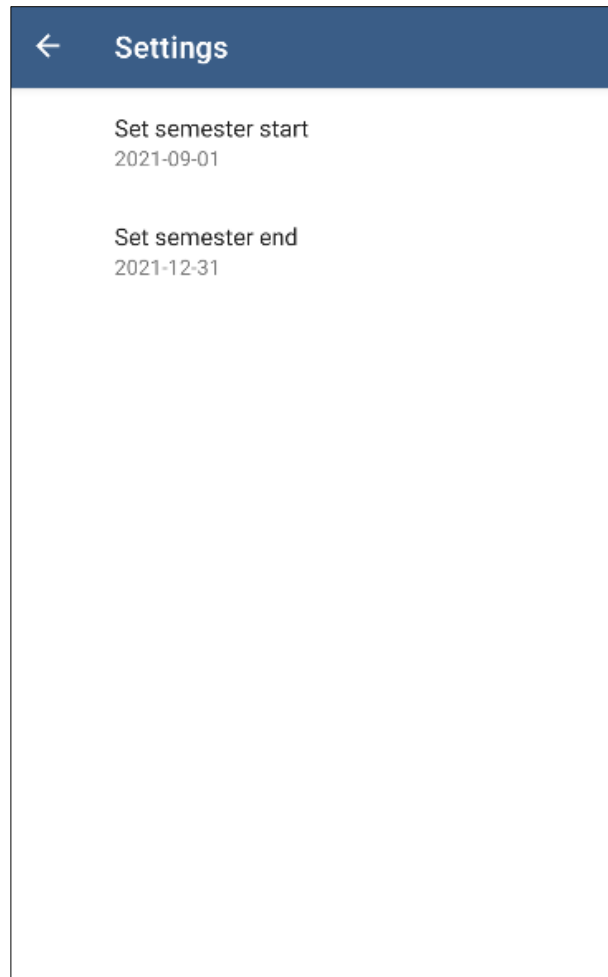 Settings
Set semester start
2021-09-01
Set semester end
2021-12-31